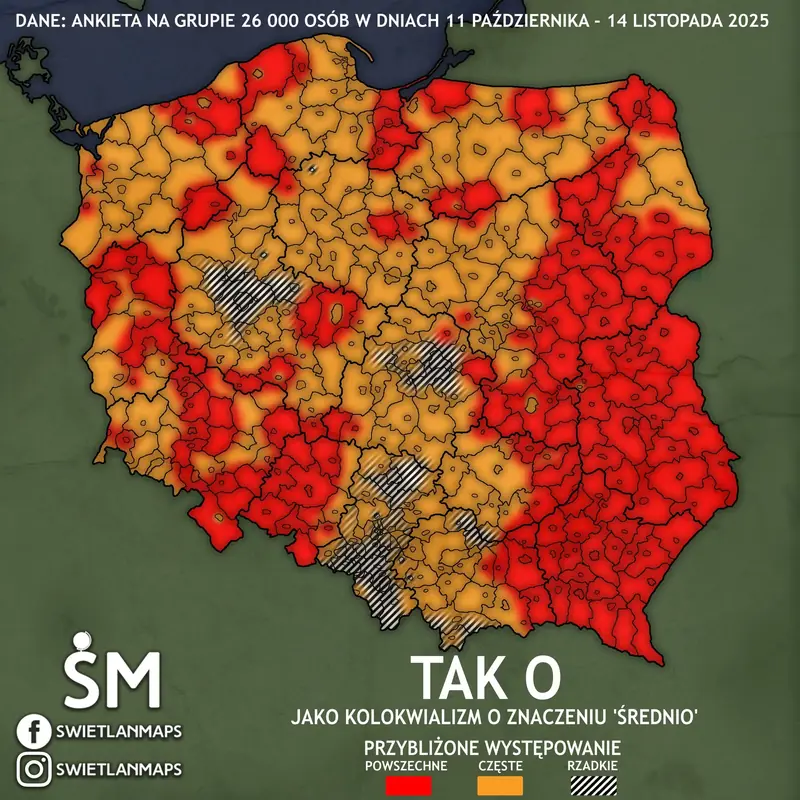 DANE: ANKIETA NA GRUPIE 26 000 OSÓB W DNIACH 11 PAŹDZIERNIKA - 14 LISTOPADA 2025
ŚM
SWIETLANMAPS
SWIETLANMAPS
TAK O
JAKO KOLOKWIALIZM O ZNACZENIU 'ŚREDNIO'
PRZYBLIŻONE WYSTĘPOWANIE
POWSZECHNE CZĘSTE RZADKIE